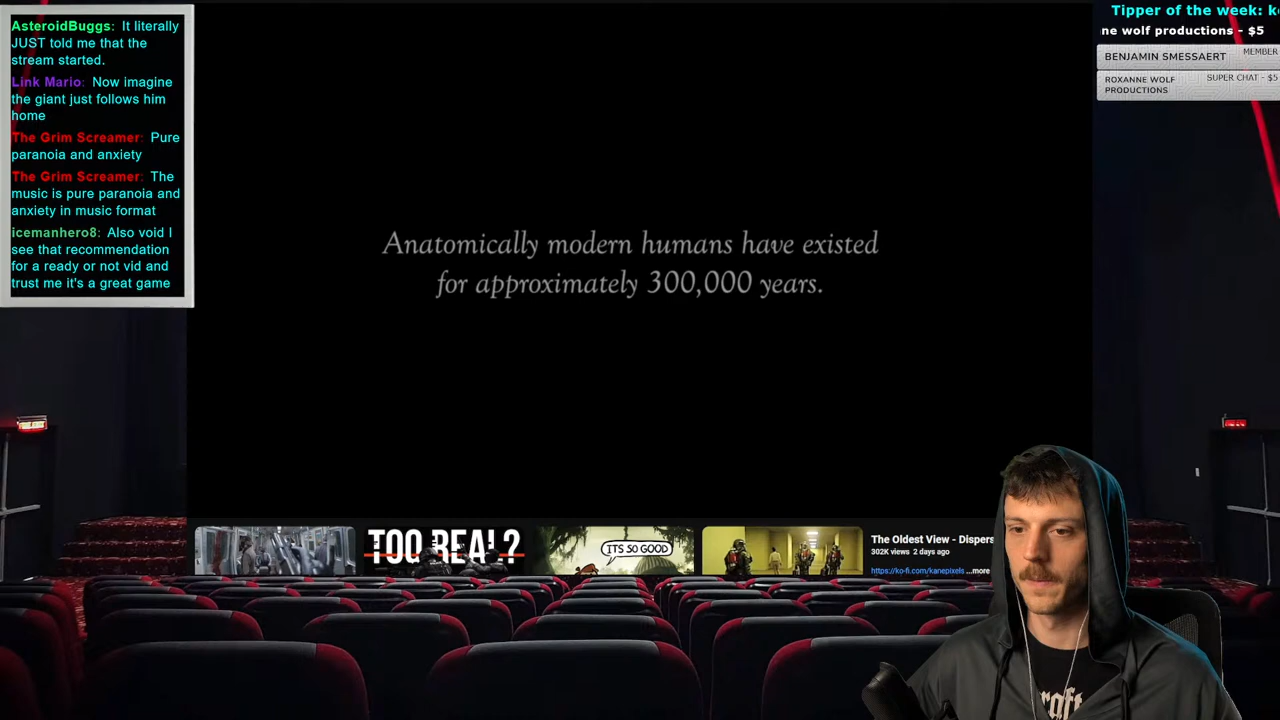 AsteroidBuggs: It literally
JUST told me that the
stream started.
Link Mario: Now imagine
the giant just follows him
home
The Grim Screamer: Pure
paranoia and anxiety
The Grim Screamer: The
music is pure paranoia and
anxiety in music format
icemanhero8: Also void I
see that recommendation
for a ready or not vid and
trust me it's a great game
Anatomically modern humans have existed
for approximately 300,000 years.
Tipper of the week:
ne wolf productions - $5
BENJAMIN SMESSAERT MEMBER
ROXANNE WOLF SUPER CHAT - $5
PRODUCTIONS
TOO REAL?
ITS SO GOOD
The Oldest View - Dispers
302K views 2 days ago
https://ko-fi.com/kanepixels ...more